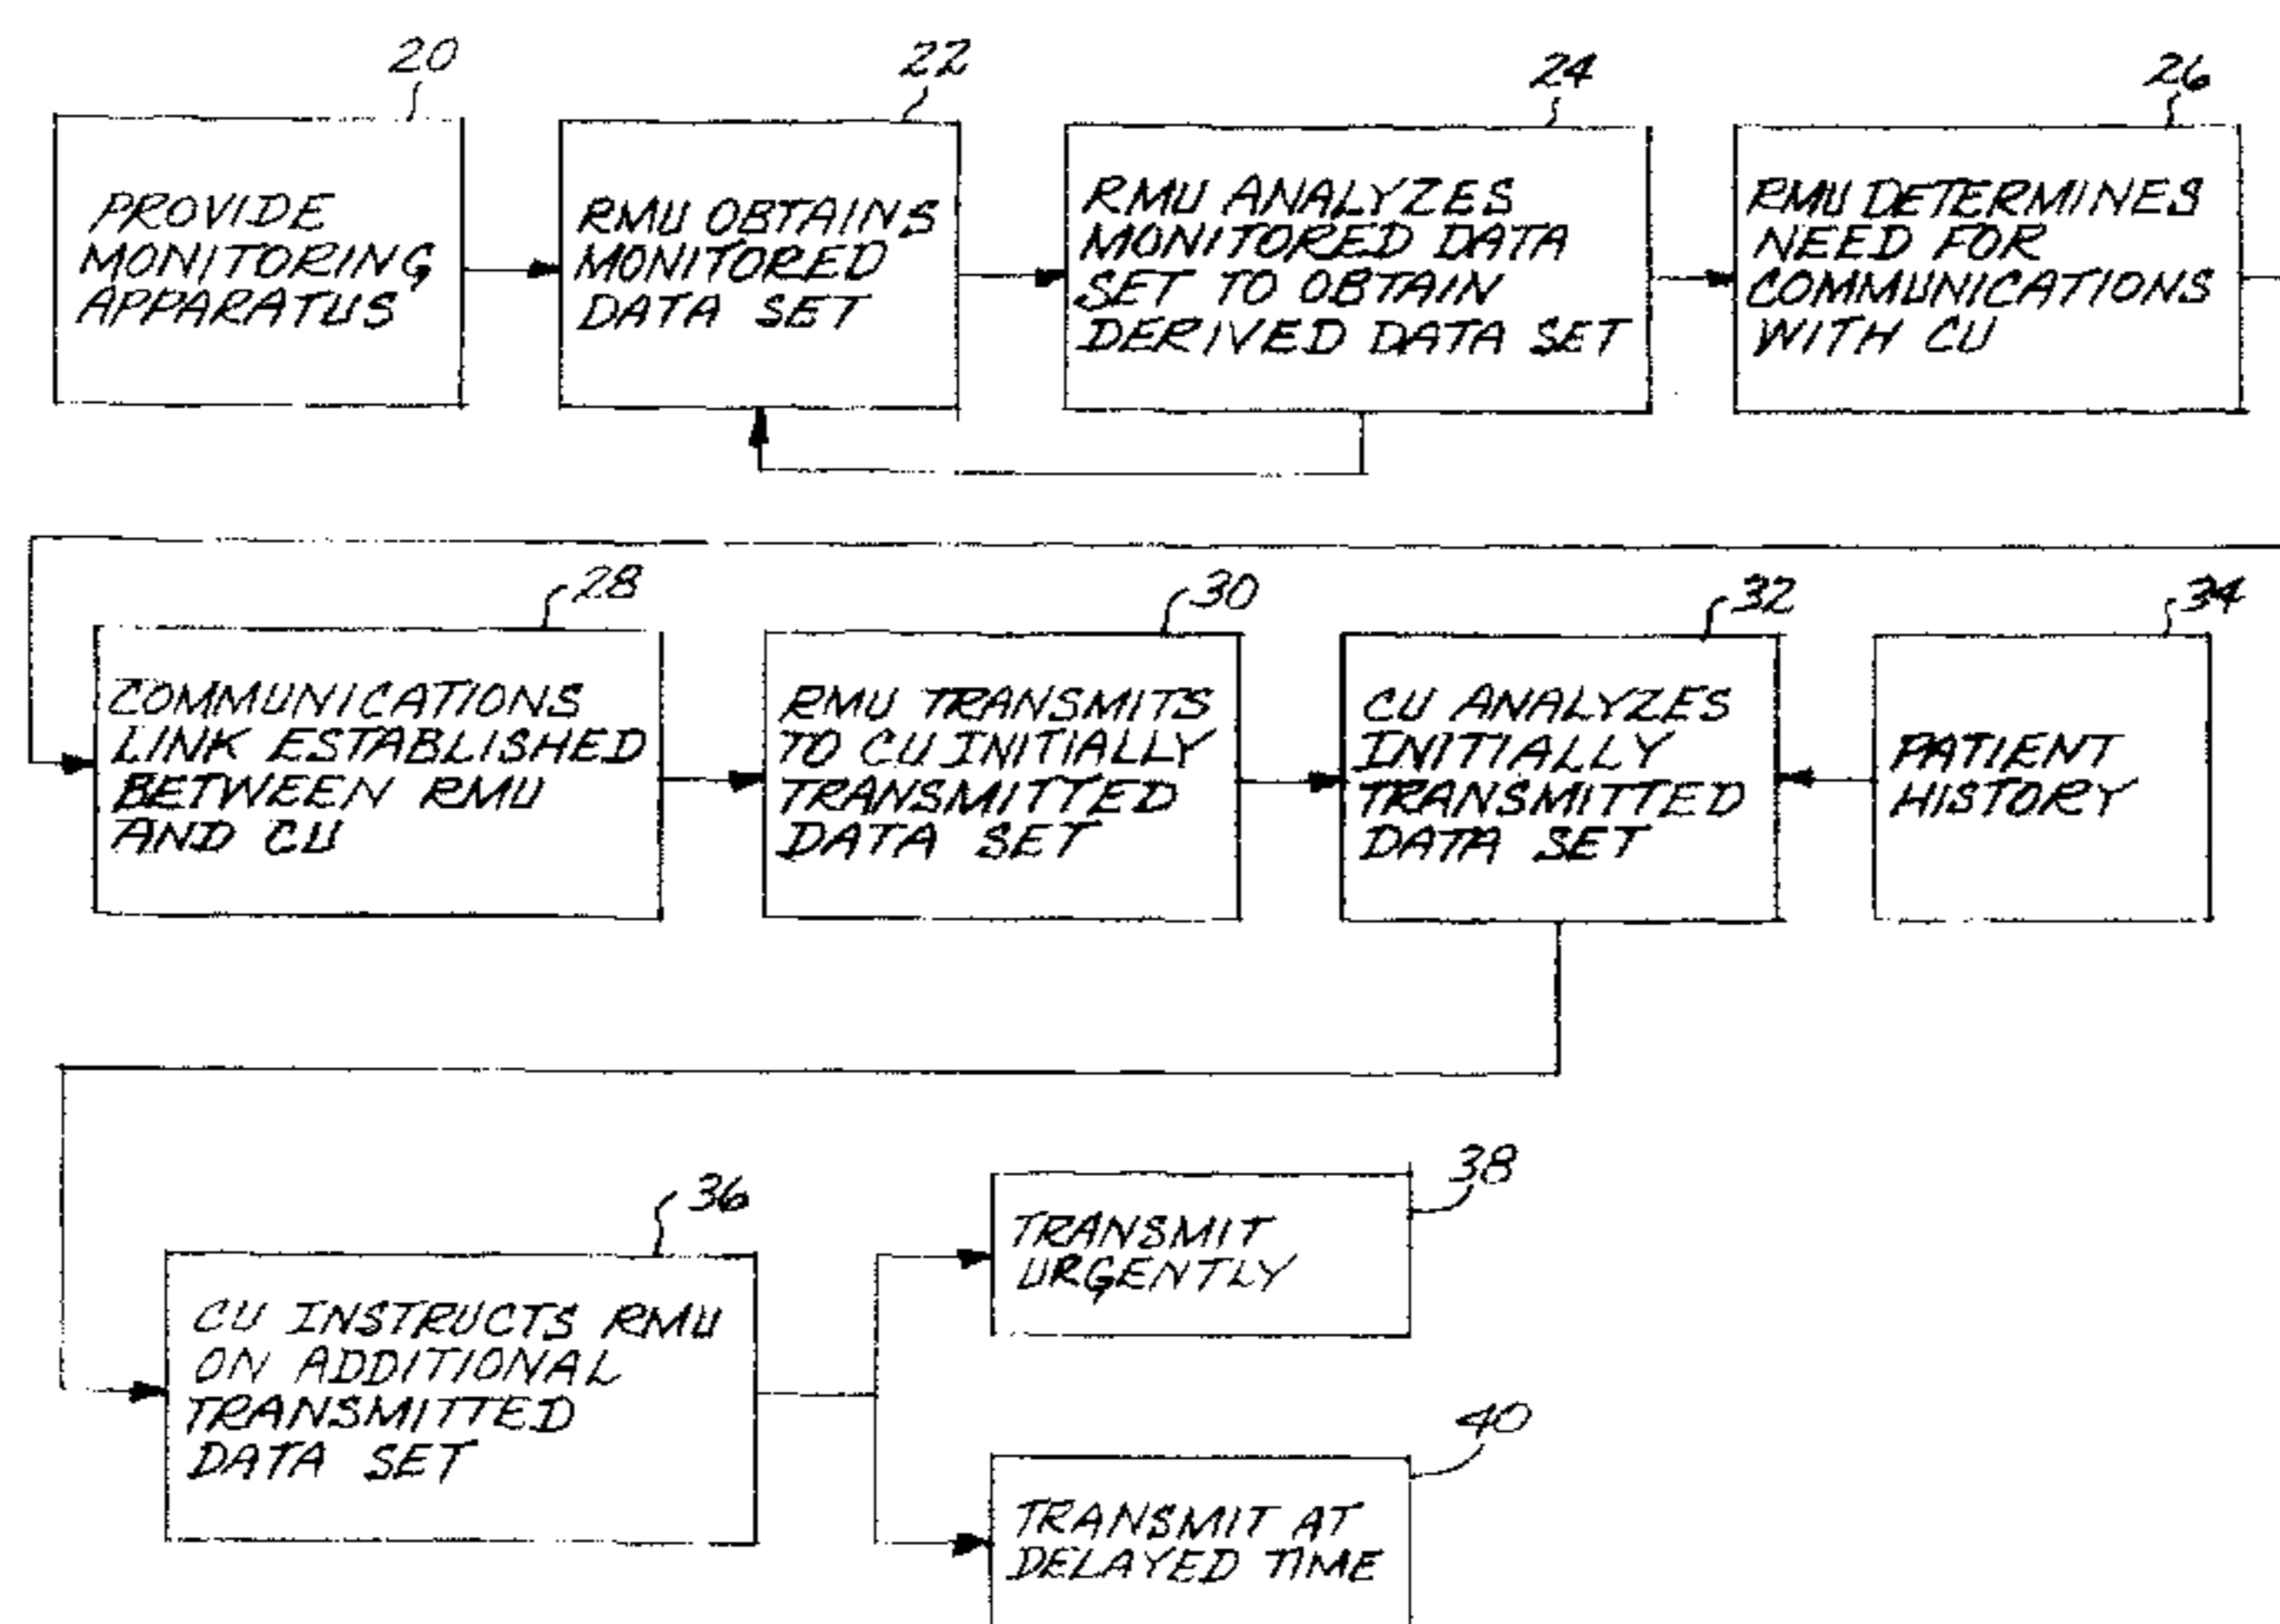 20
PROVIDE
MONITORING
APPARATUS
22
RMU OBTAINS
MONITORED
DATA SET
24
RMU ANALYZES
MONITORED DATA
SET TO OBTAIN
DERIVED DATA SET
26
RMU DETERMINES
NEED FOR
COMMUNICATIONS
WITH CU
28
COMMUNICATIONS
LINK ESTABLISHED
BETWEEN RMU
AND CU
30
RMU TRANSMITS
TO CU INITIALLY
TRANSMITTED
DATA SET
32
CU ANALYZES
INITIALLY
TRANSMITTED
DATA SET
34
PATIENT
HISTORY
36
CU INSTRUCTS RMU
ON ADDITIONAL
TRANSMITTED
DATA SET
38
TRANSMIT
URGENTLY
40
TRANSMIT AT
DELAYED TIME